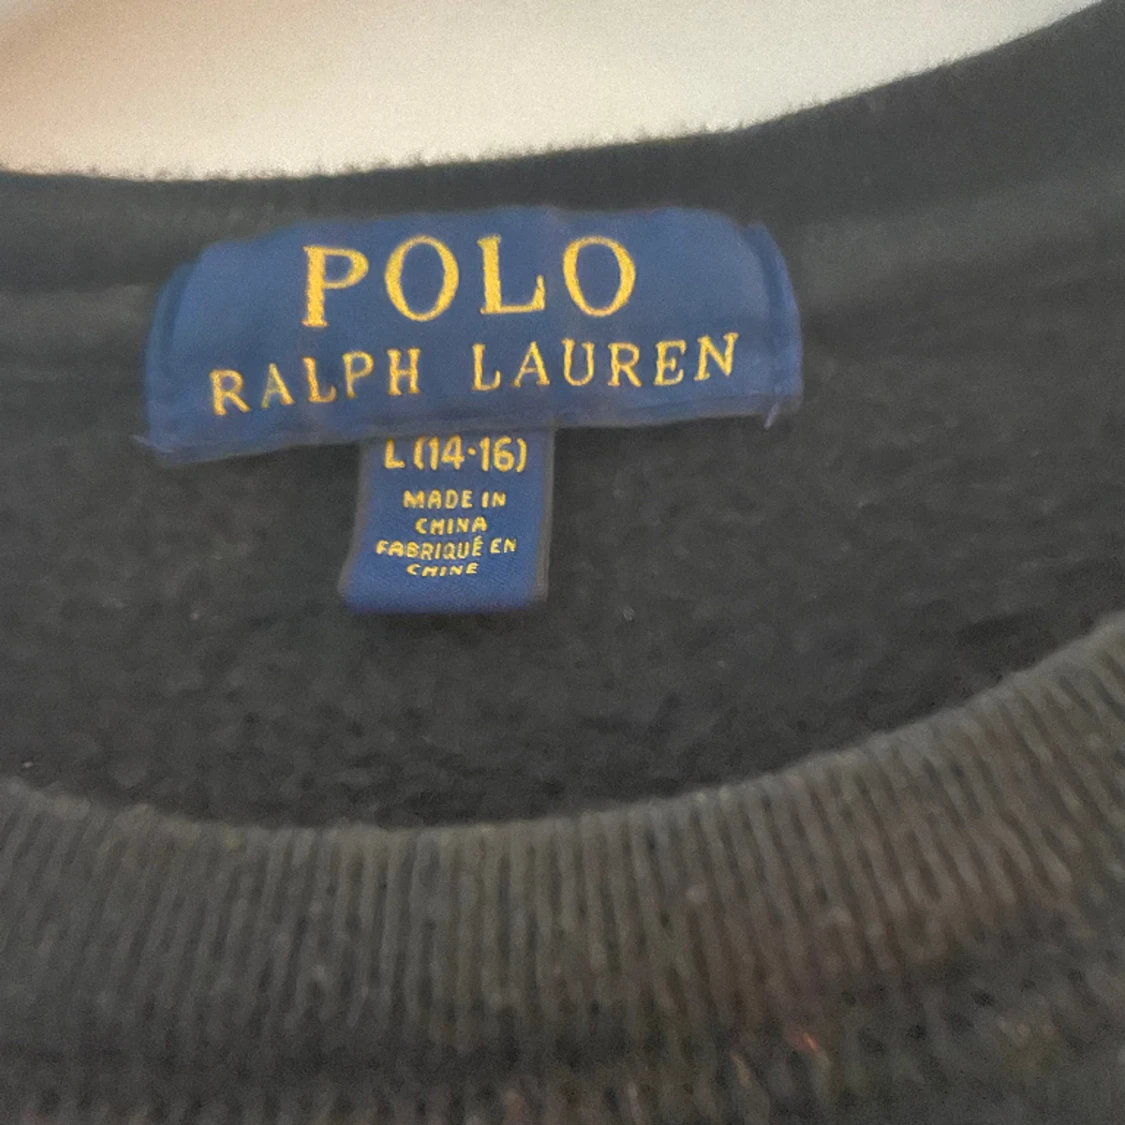 POLO
RALPH LAUREN
L (14-16)
MADE IN
CHINA
FABRIQUÉ EN
CHINE